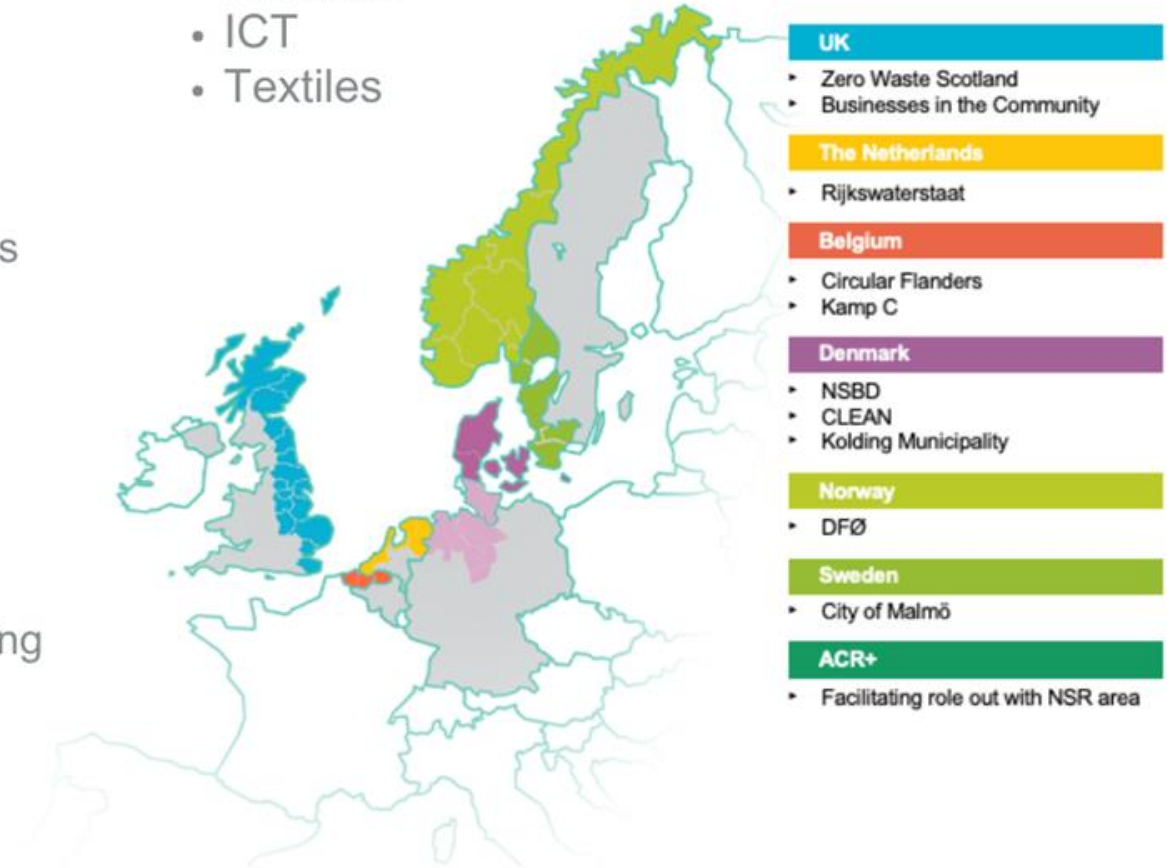 • ICT
• Textiles
s
ng
UK
‣ Zero Waste Scotland
‣ Businesses in the Community
The Netherlands
‣ Rijkswaterstaat
Belgium
‣ Circular Flanders
‣ Kamp C
Denmark
‣ NSBD
‣ CLEAN
‣ Kolding Municipality
Norway
‣ DFØ
Sweden
‣ City of Malmö
ACR+
‣ Facilitating role out with NSR area